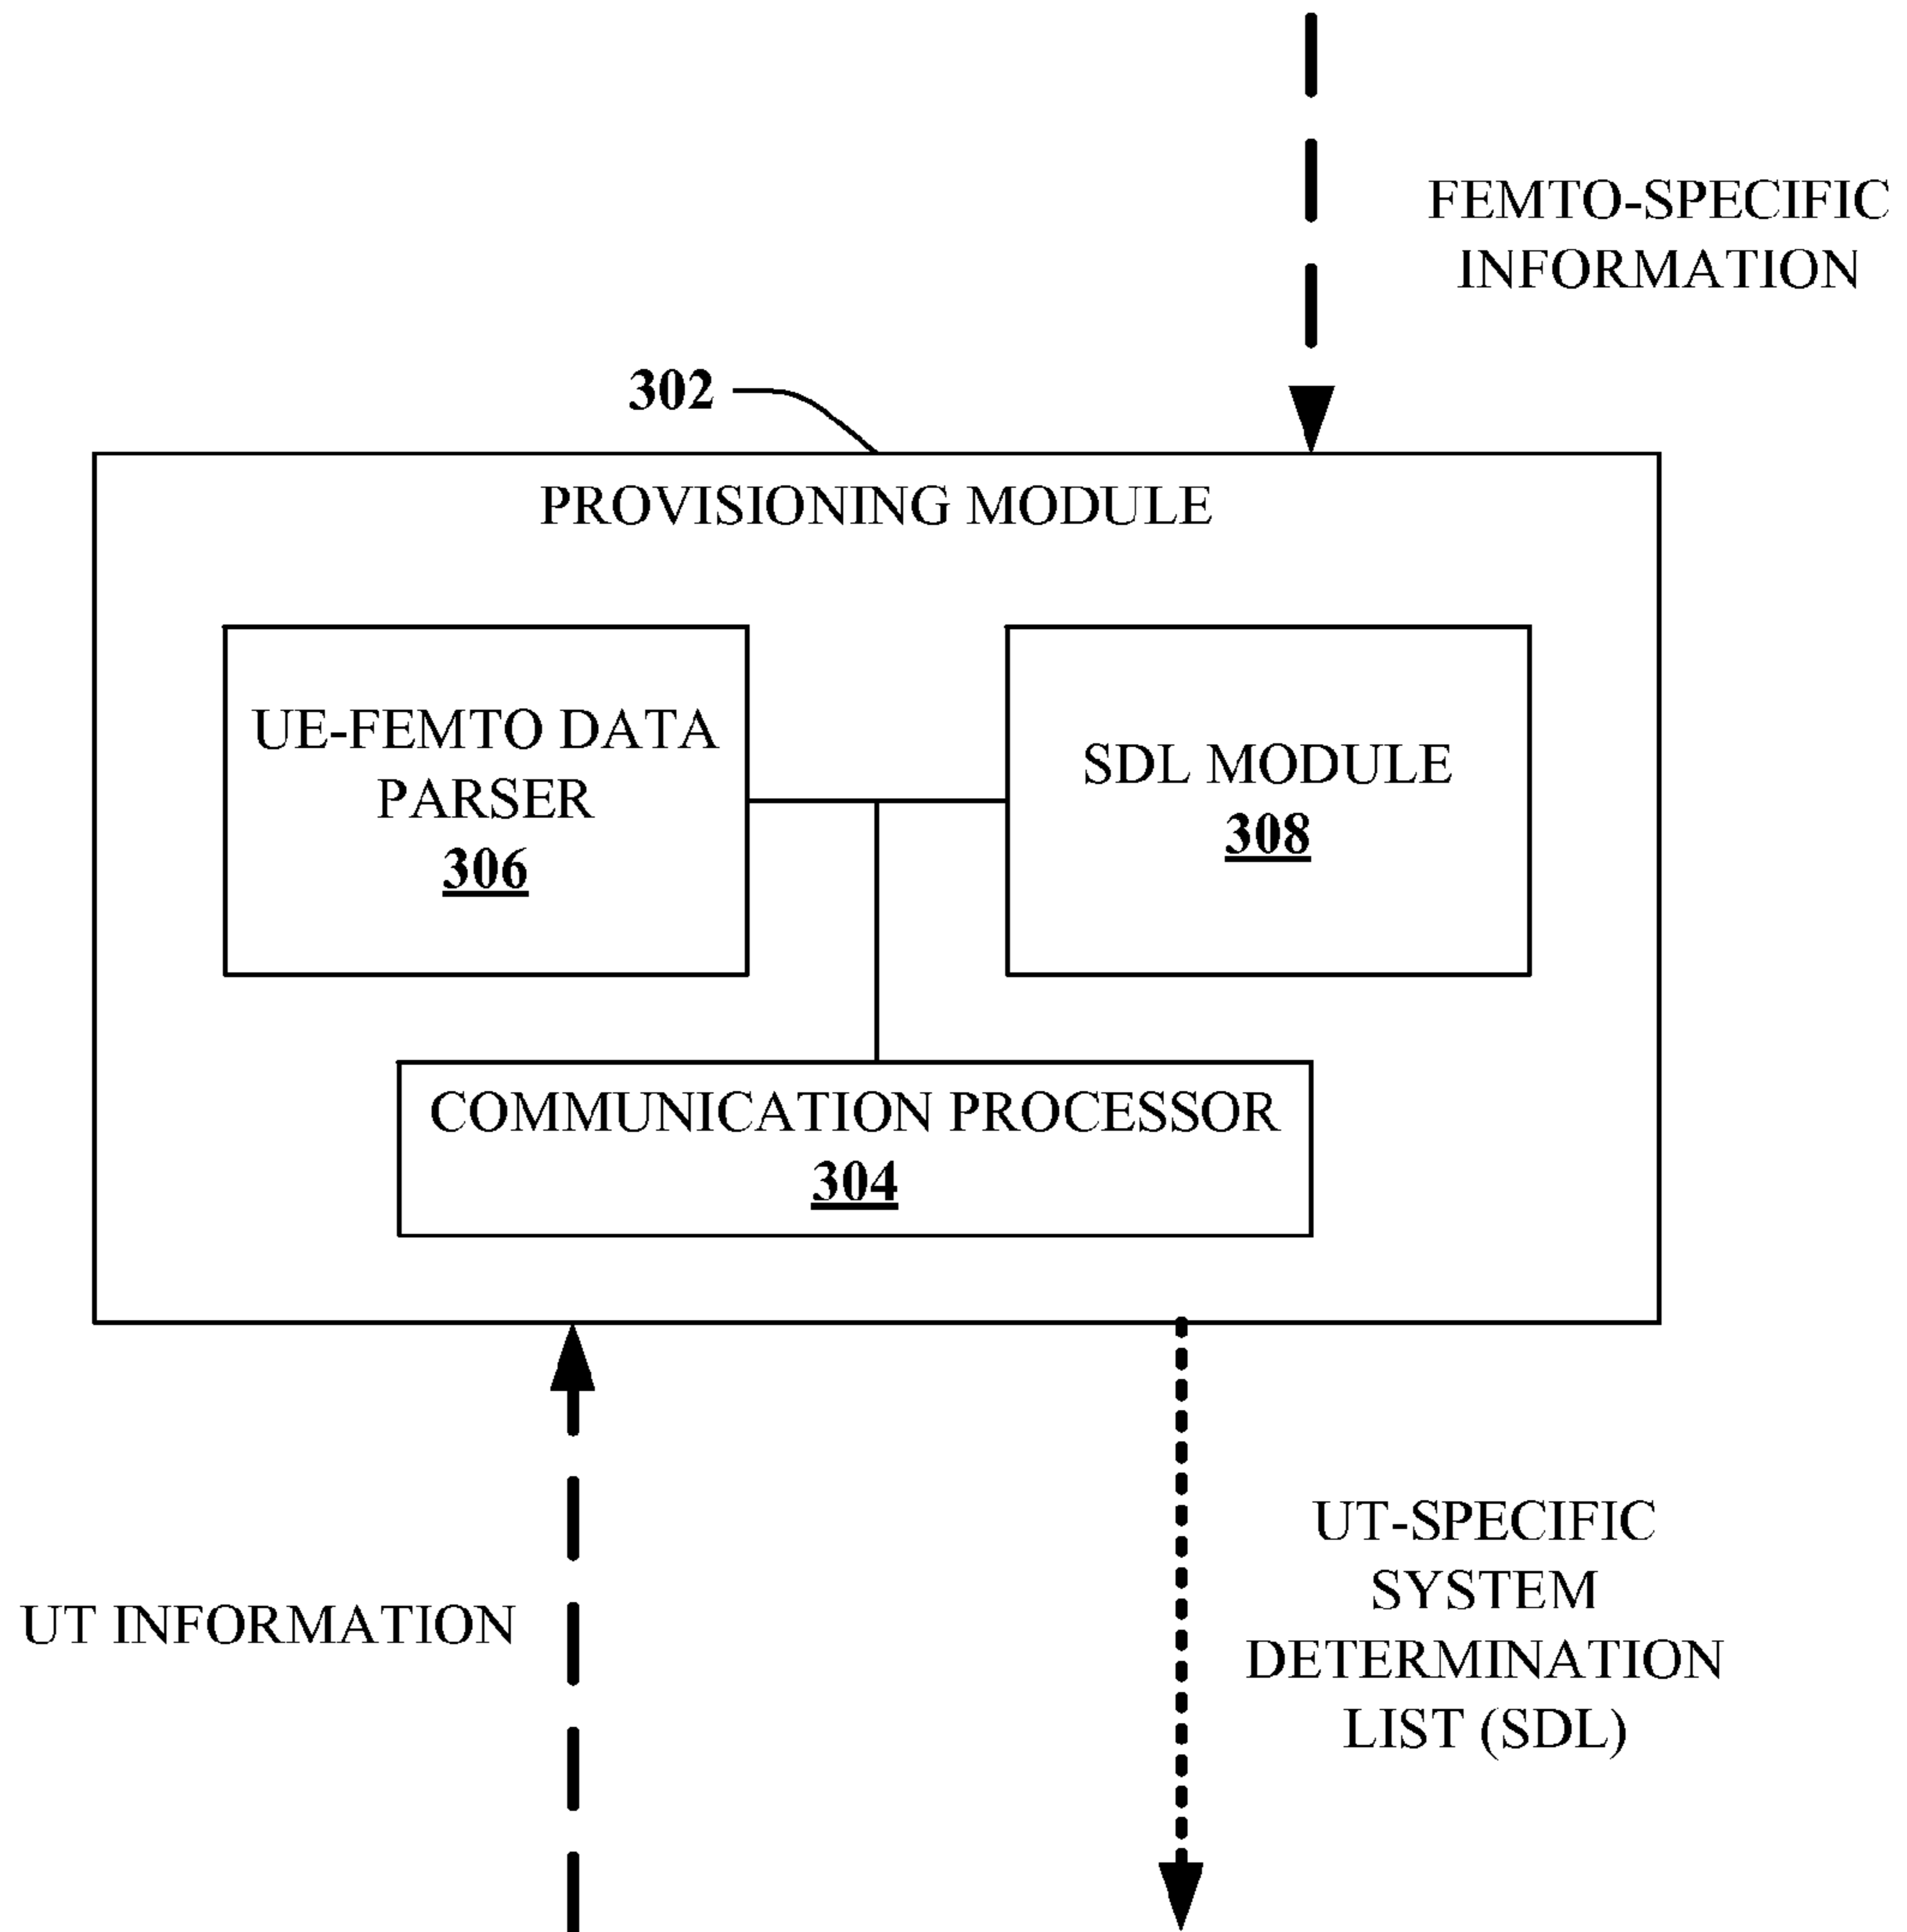 FEMTO-SPECIFIC
INFORMATION
302
PROVISIONING MODULE
UE-FEMTO DATA
PARSER
306
SDL MODULE
308
COMMUNICATION PROCESSOR
304
UT INFORMATION
UT-SPECIFIC
SYSTEM
DETERMINATION
LIST (SDL)